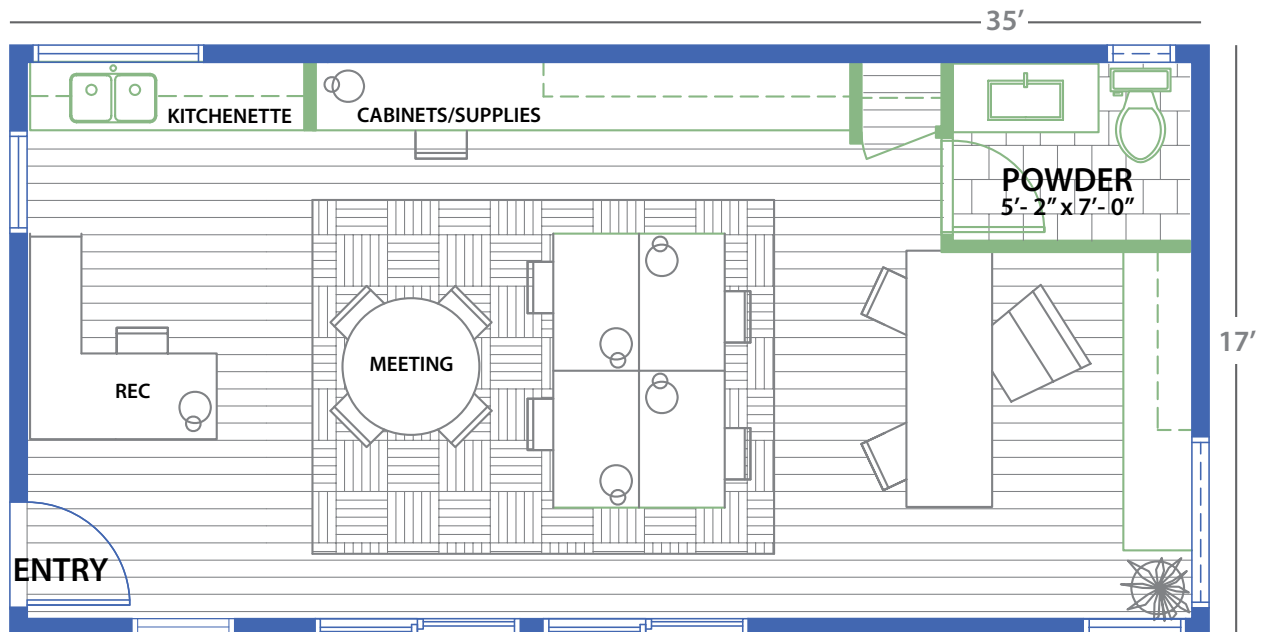 35’
KITCHENETTE
CABINETS/SUPPLIES
POWDER
5’- 2” x 7’- 0”
17’
MEETING
REC
ENTRY